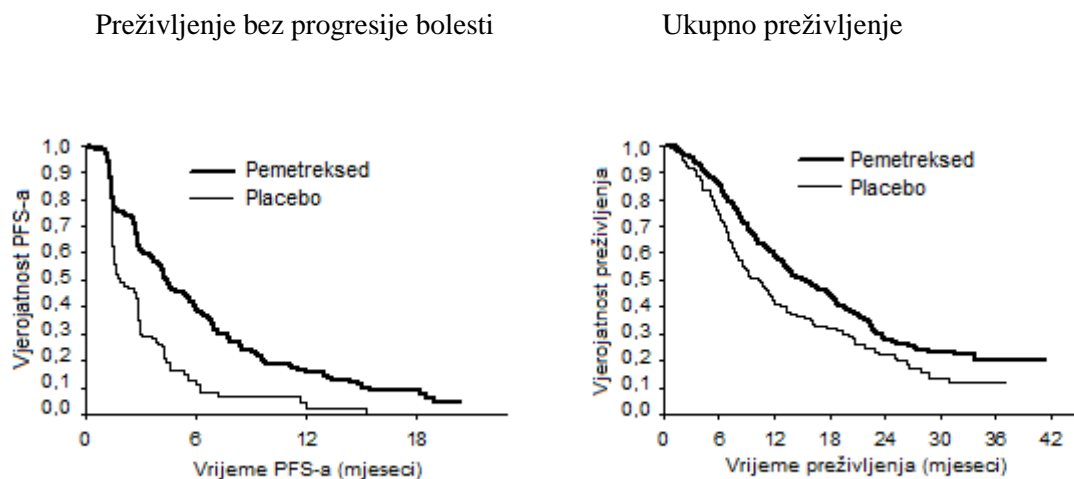 Preživljenje bez progresije bolesti
Vjerojatnost PFS-a
1,0
0,9
0,8
0,7
0,6
0,5
0,4
0,3
0,2
0,1
0,0
Pemetreksed
Placebo
0 6 12 18
Vrijeme PFS-a (mjeseci)
Ukupno preživljenje
Vjerojatnost preživljenja
1,0
0,9
0,8
0,7
0,6
0,5
0,4
0,3
0,2
0,1
0,0
Pemetreksed
Placebo
0 6 12 18 24 30 36 42
Vrijeme preživljenja (mjeseci)